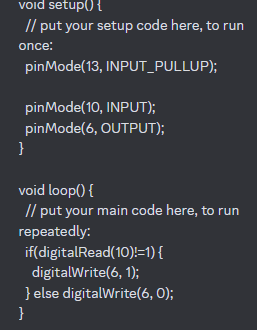 void setup() {
// put your setup code here, to run
once:
pinMode(13, INPUT_PULLUP);
pinMode(10, INPUT);
pinMode(6, OUTPUT);
}
void loop() {
// put your main code here, to run
repeatedly:
if(digitalRead(10)!=1) {
digitalWrite(6, 1);
} else digitalWrite(6, 0);
}